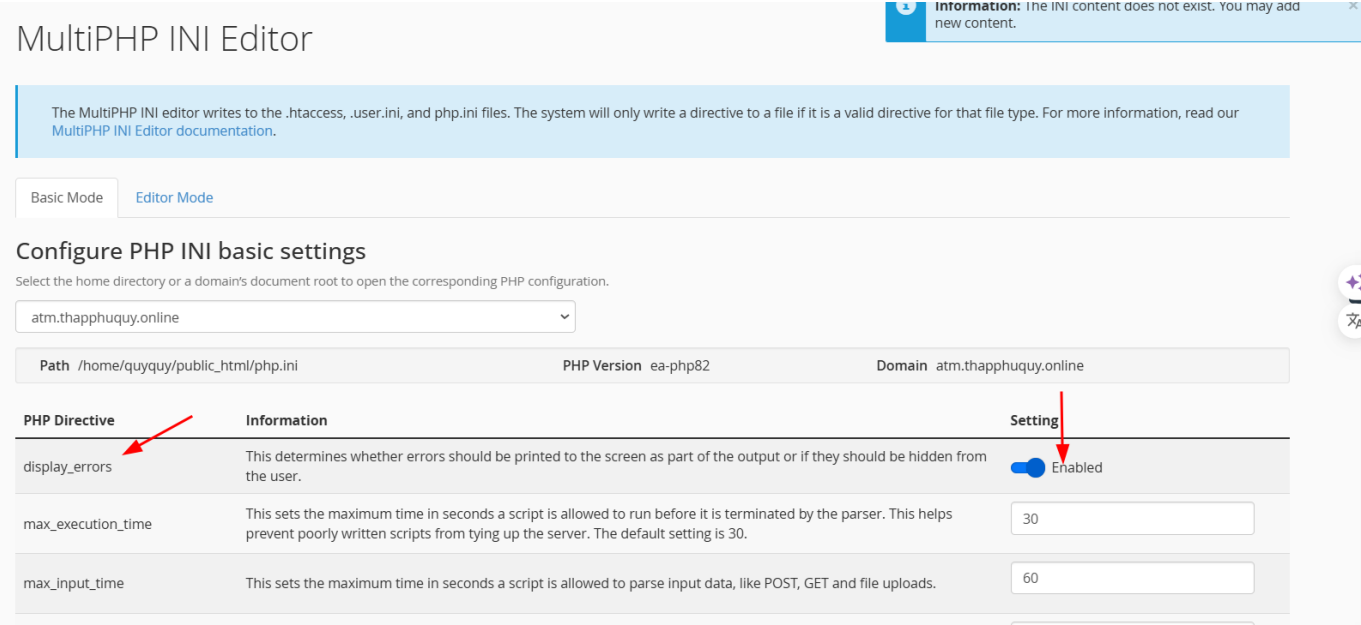 Information: The INI content does not exist. You may add
new content.
MultiPHP INI Editor
The MultiPHP INI editor writes to the .htaccess, .user.ini, and php.ini files. The system will only write a directive to a file if it is a valid directive for that file type. For more information, read our
MultiPHP INI Editor documentation.
Basic Mode Editor Mode
Configure PHP INI basic settings
Select the home directory or a domain's document root to open the corresponding PHP configuration.
atm.thapphuquy.online
Path /home/quyquy/public_html/php.ini PHP Version ea-php82 Domain atm.thapphuquy.online
PHP Directive Information Setting
display_errors This determines whether errors should be printed to the screen as part of the output or if they should be hidden from
the user. Enabled
max_execution_time This sets the maximum time in seconds a script is allowed to run before it is terminated by the parser. This helps
prevent poorly written scripts from tying up the server. The default setting is 30. 30
max_input_time This sets the maximum time in seconds a script is allowed to parse input data, like POST, GET and file uploads. 60